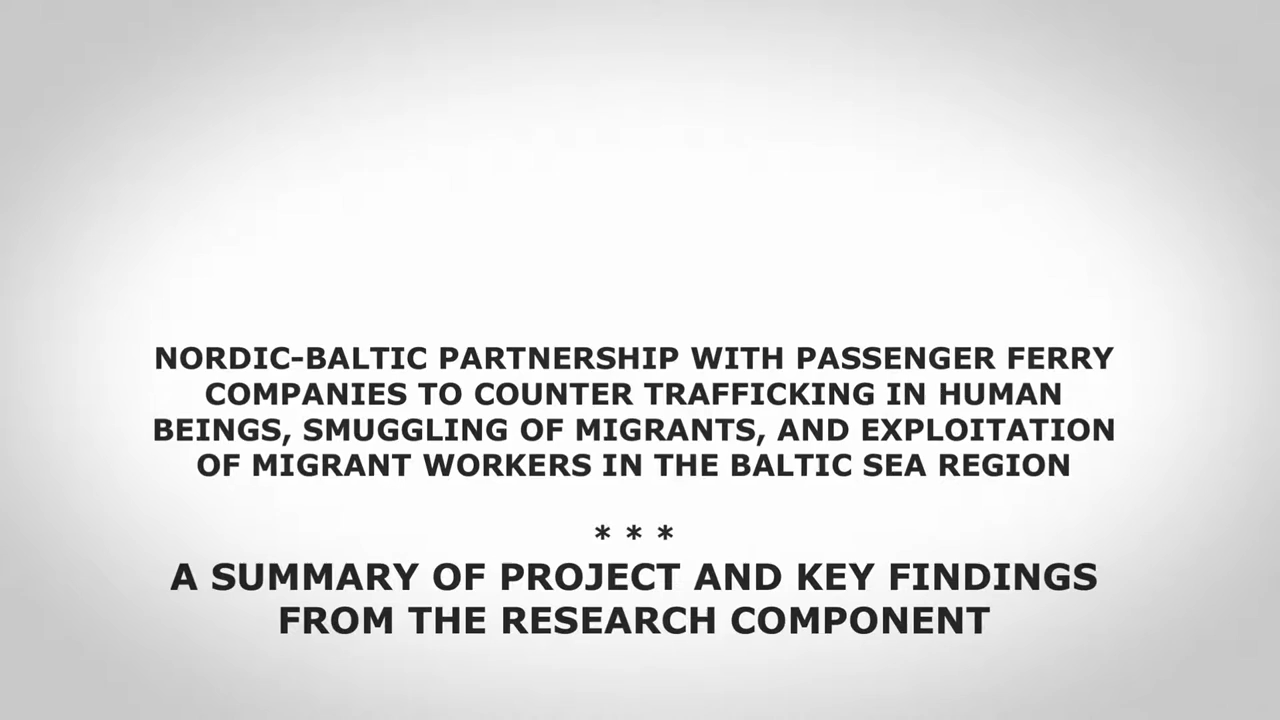 NORDIC-BALTIC PARTNERSHIP WITH PASSENGER FERRY
COMPANIES TO COUNTER TRAFFICKING IN HUMAN
BEINGS, SMUGGLING OF MIGRANTS, AND EXPLOITATION
OF MIGRANT WORKERS IN THE BALTIC SEA REGION
* * *
A SUMMARY OF PROJECT AND KEY FINDINGS
FROM THE RESEARCH COMPONENT